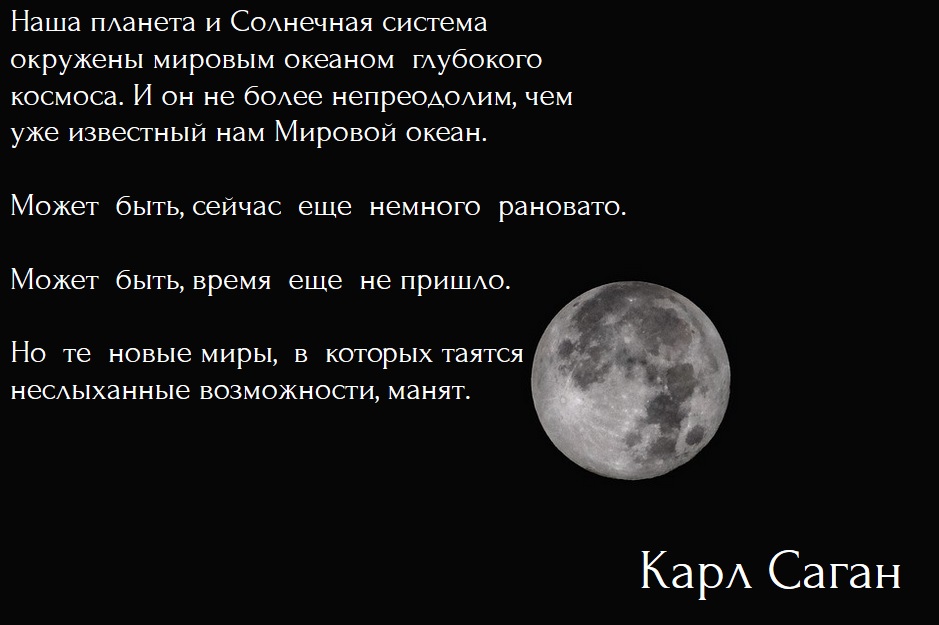 Наша планета и Солнечная система
окружены мировым океаном глубокого
космоса. И он не более непреодолим, чем
уже известный нам Мировой океан.
Может быть, сейчас еще немного рановато.
Может быть, время еще не пришло.
Но те новые миры, в которых таятся
неслыханные возможности, манят.
Карл Саган